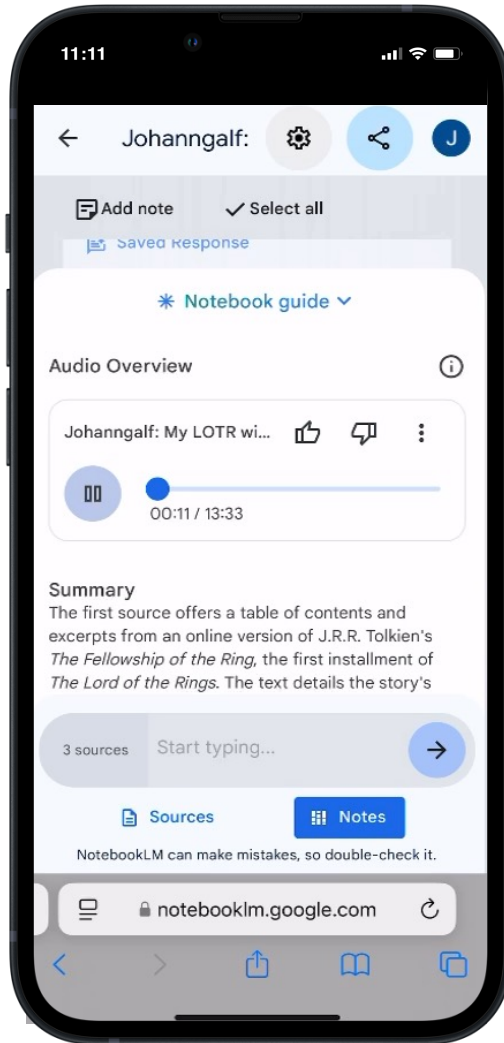 11:11
Johanngalf:
J
Add note
Select all
Saved Response
Notebook guide
Audio Overview
Johanngalf: My LOTR wi...
00:11 / 13:33
Summary
The first source offers a table of contents and
excerpts from an online version of J.R.R. Tolkien's
The Fellowship of the Ring, the first installment of
The Lord of the Rings. The text details the story's
3 sources
Start typing...
Sources
Notes
NotebookLM can make mistakes, so double-check it.
notebooklm.google.com